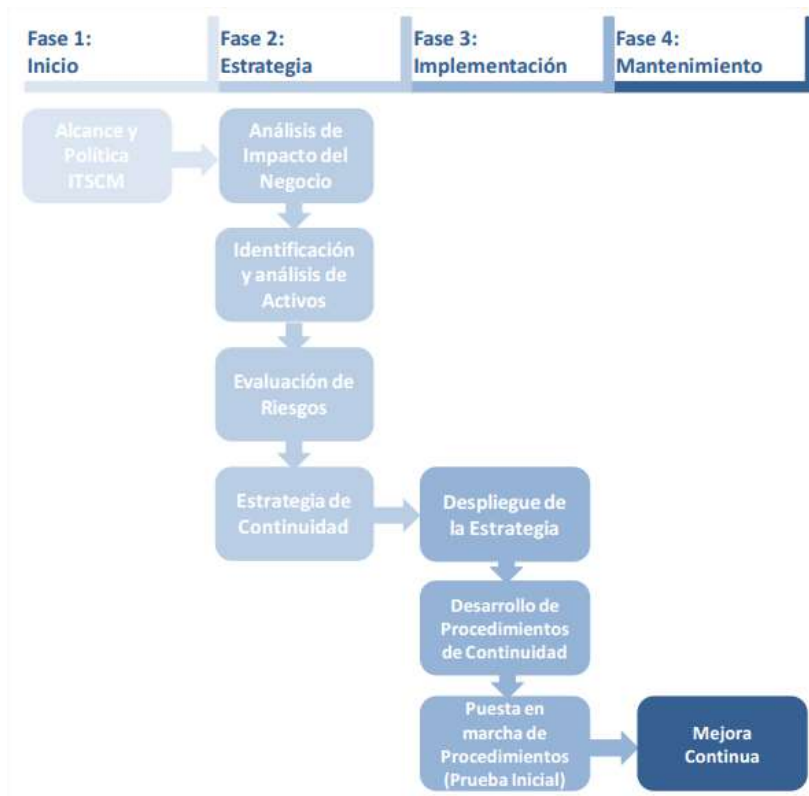 Fase 1:
Inicio
Fase 2:
Estrategia
Fase 3:
Implementación
Fase 4:
Mantenimiento
Alcance y
Política
ITSCM
Análisis de
Impacto del
Negocio
Identificación
y análisis de
Activos
Evaluación de
Riesgos
Estrategia de
Continuidad
Despliegue de
la Estrategia
Desarrollo de
Procedimientos
de Continuidad
Puesta en
marcha de
Procedimientos
(Prueba Inicial)
Mejora
Continua